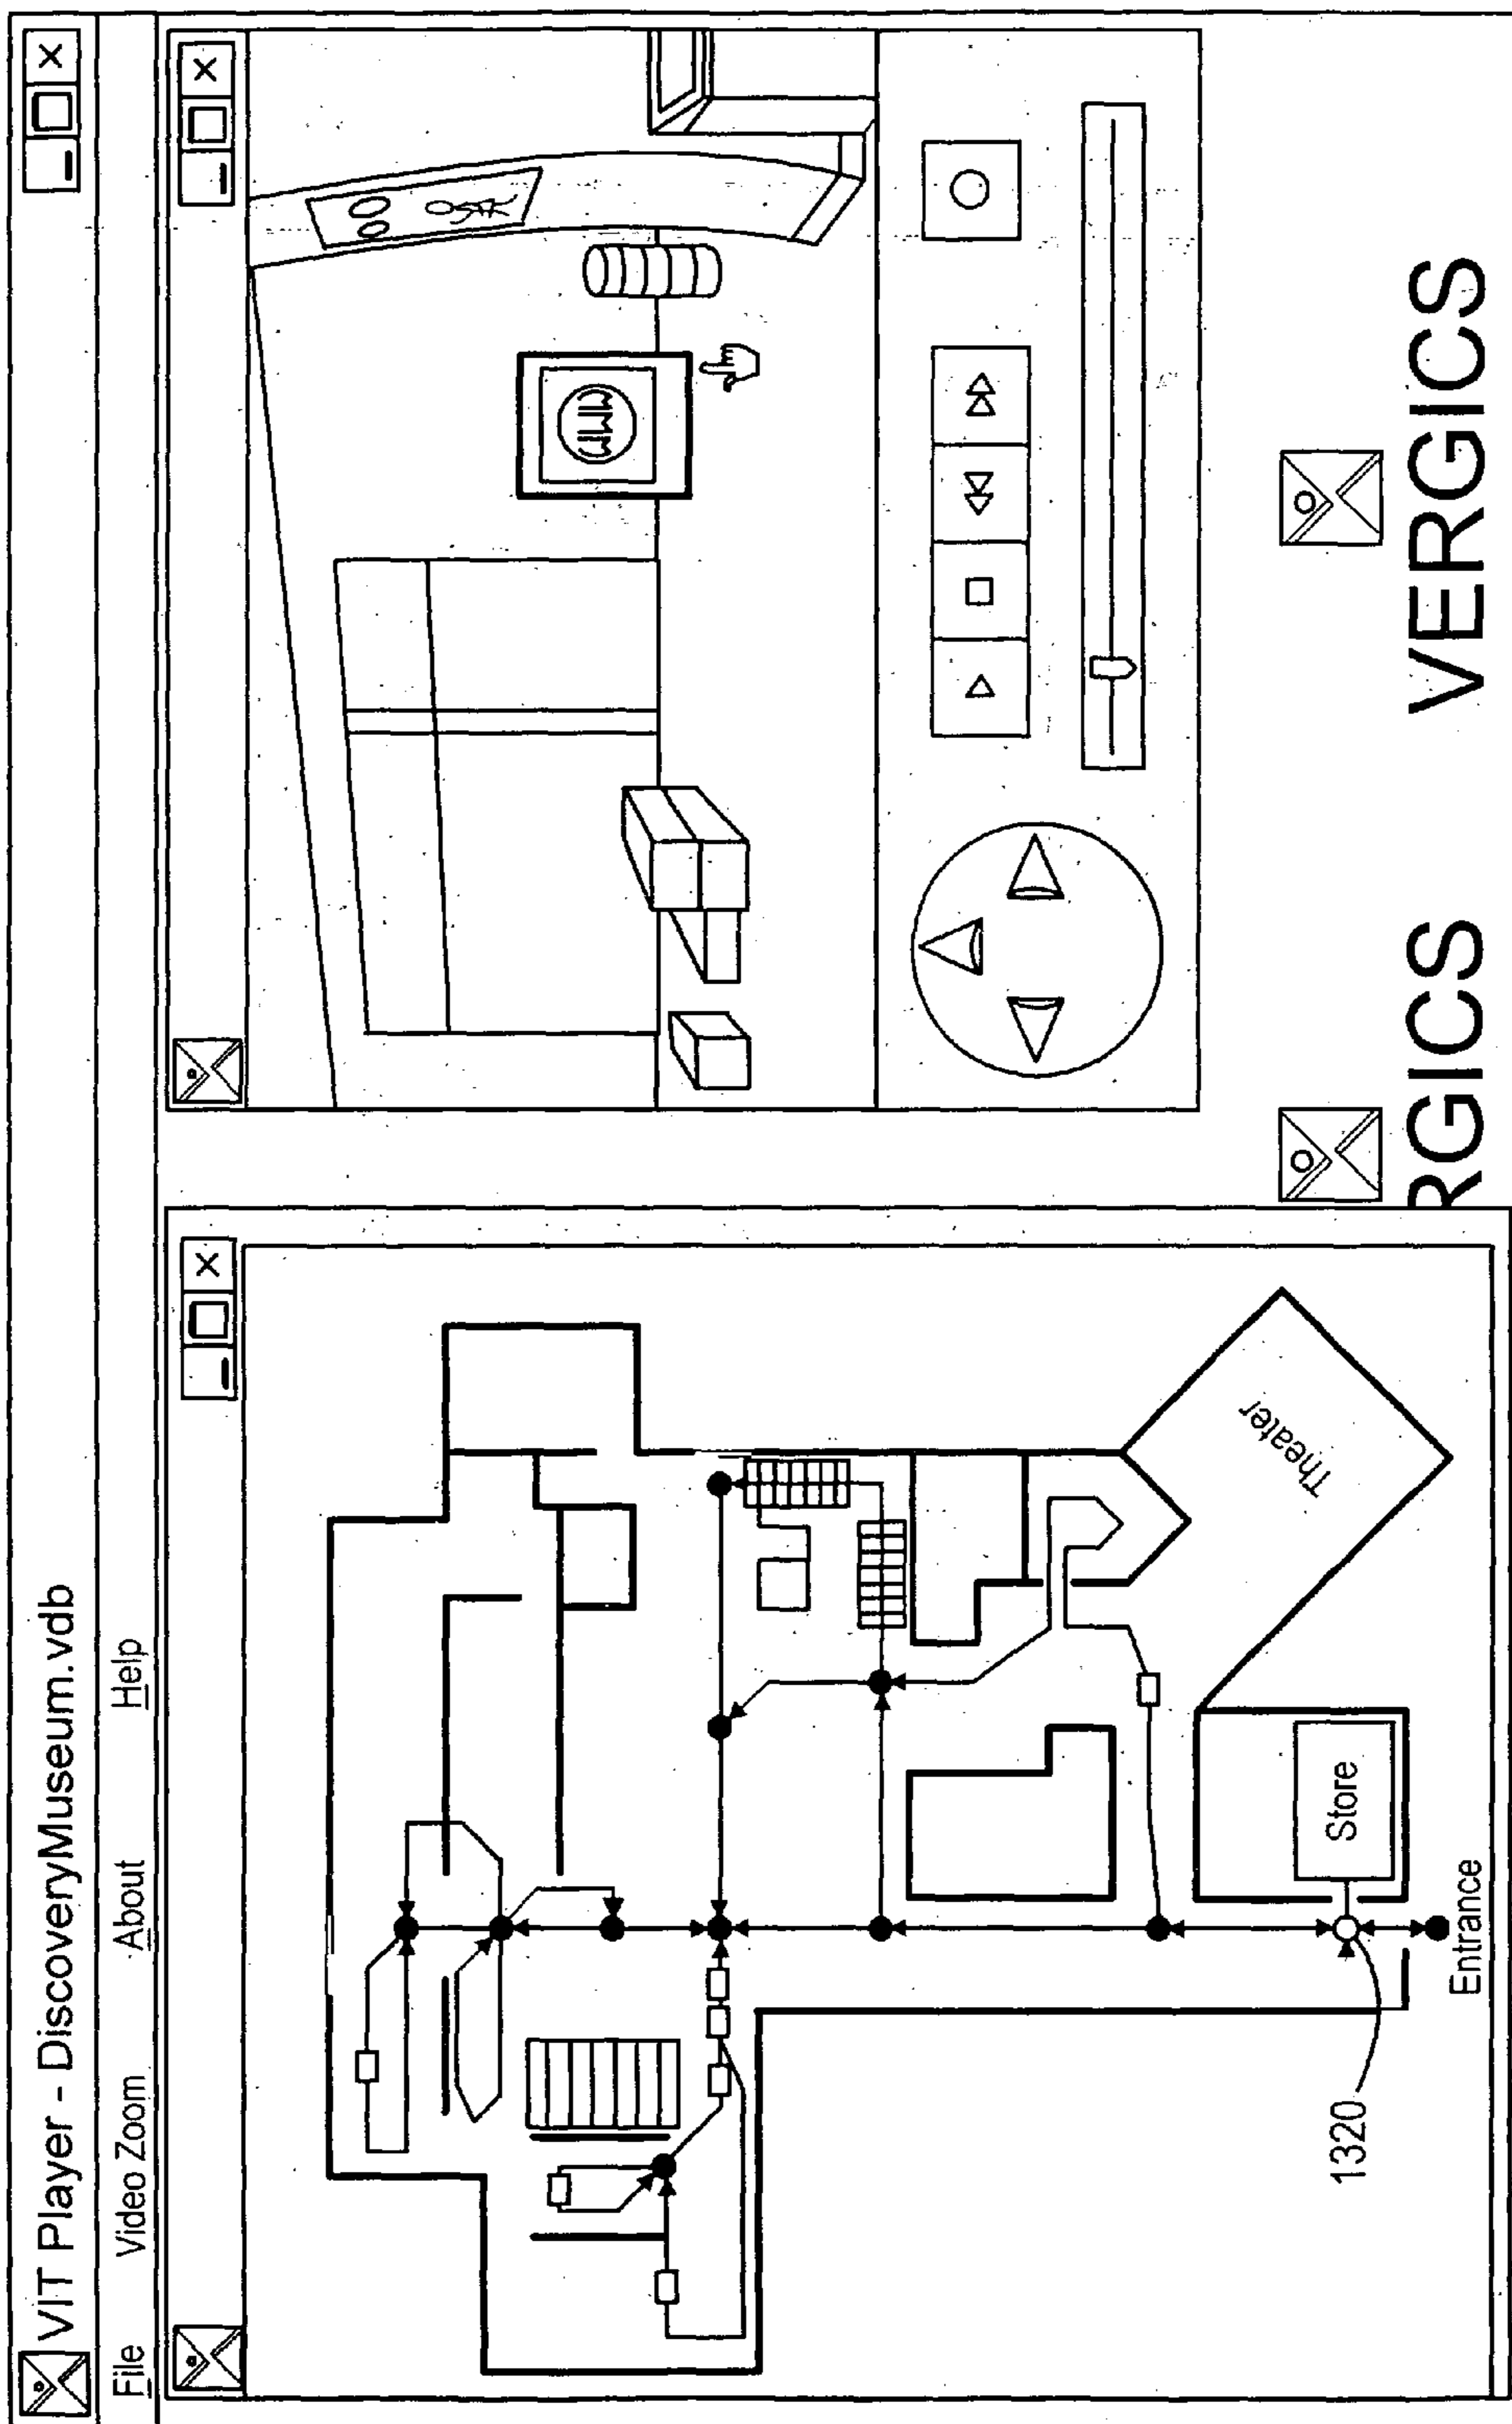 VIT Player - DiscoveryMuseum.vdb
File Video Zoom About Help
Theater
Store
Entrance
1320
RGICS VERGICS